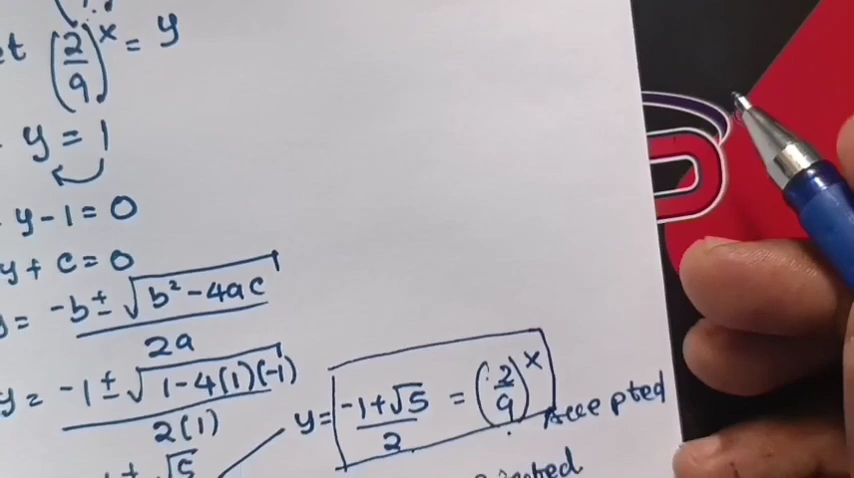 (2/9)^x = y
y = 1
y - 1 = 0
y + c = 0
= -b ± √(b² - 4ac) / 2a
y = -1 ± √(1 - 4(1)(-1)) / 2(1)
y = (-1 + √5) / 2 = (2/9)^x Accepted
± √5